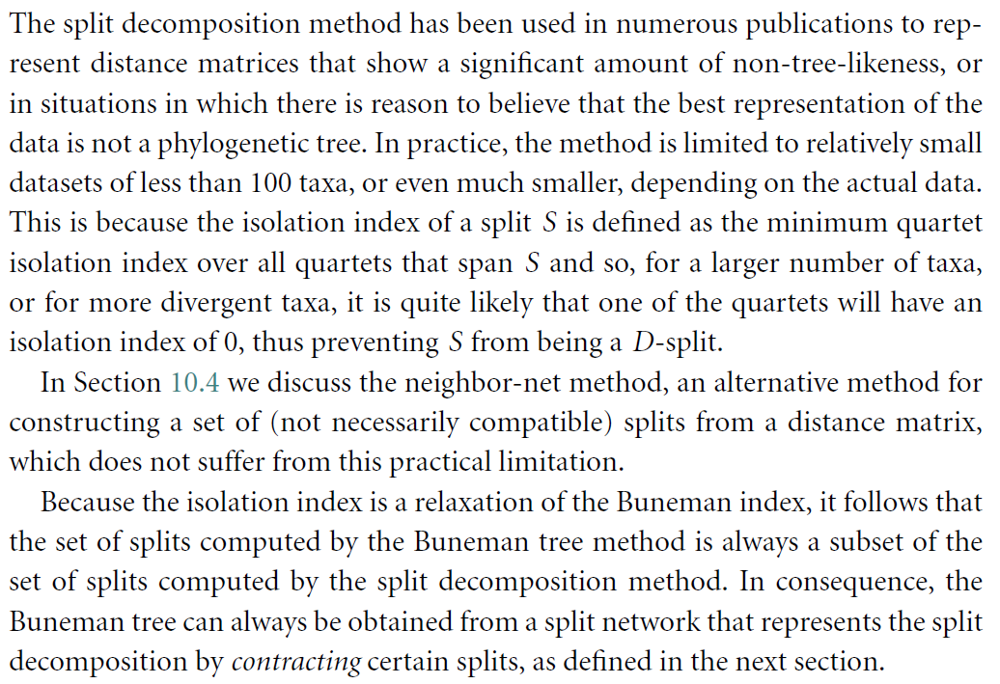 The split decomposition method has been used in numerous publications to rep-
resent distance matrices that show a significant amount of non-tree-likeness, or
in situations in which there is reason to believe that the best representation of the
data is not a phylogenetic tree. In practice, the method is limited to relatively small
datasets of less than 100 taxa, or even much smaller, depending on the actual data.
This is because the isolation index of a split S is defined as the minimum quartet
isolation index over all quartets that span S and so, for a larger number of taxa,
or for more divergent taxa, it is quite likely that one of the quartets will have an
isolation index of 0, thus preventing S from being a D-split.
In Section 10.4 we discuss the neighbor-net method, an alternative method for
constructing a set of (not necessarily compatible) splits from a distance matrix,
which does not suffer from this practical limitation.
Because the isolation index is a relaxation of the Buneman index, it follows that
the set of splits computed by the Buneman tree method is always a subset of the
set of splits computed by the split decomposition method. In consequence, the
Buneman tree can always be obtained from a split network that represents the split
decomposition by contracting certain splits, as defined in the next section.